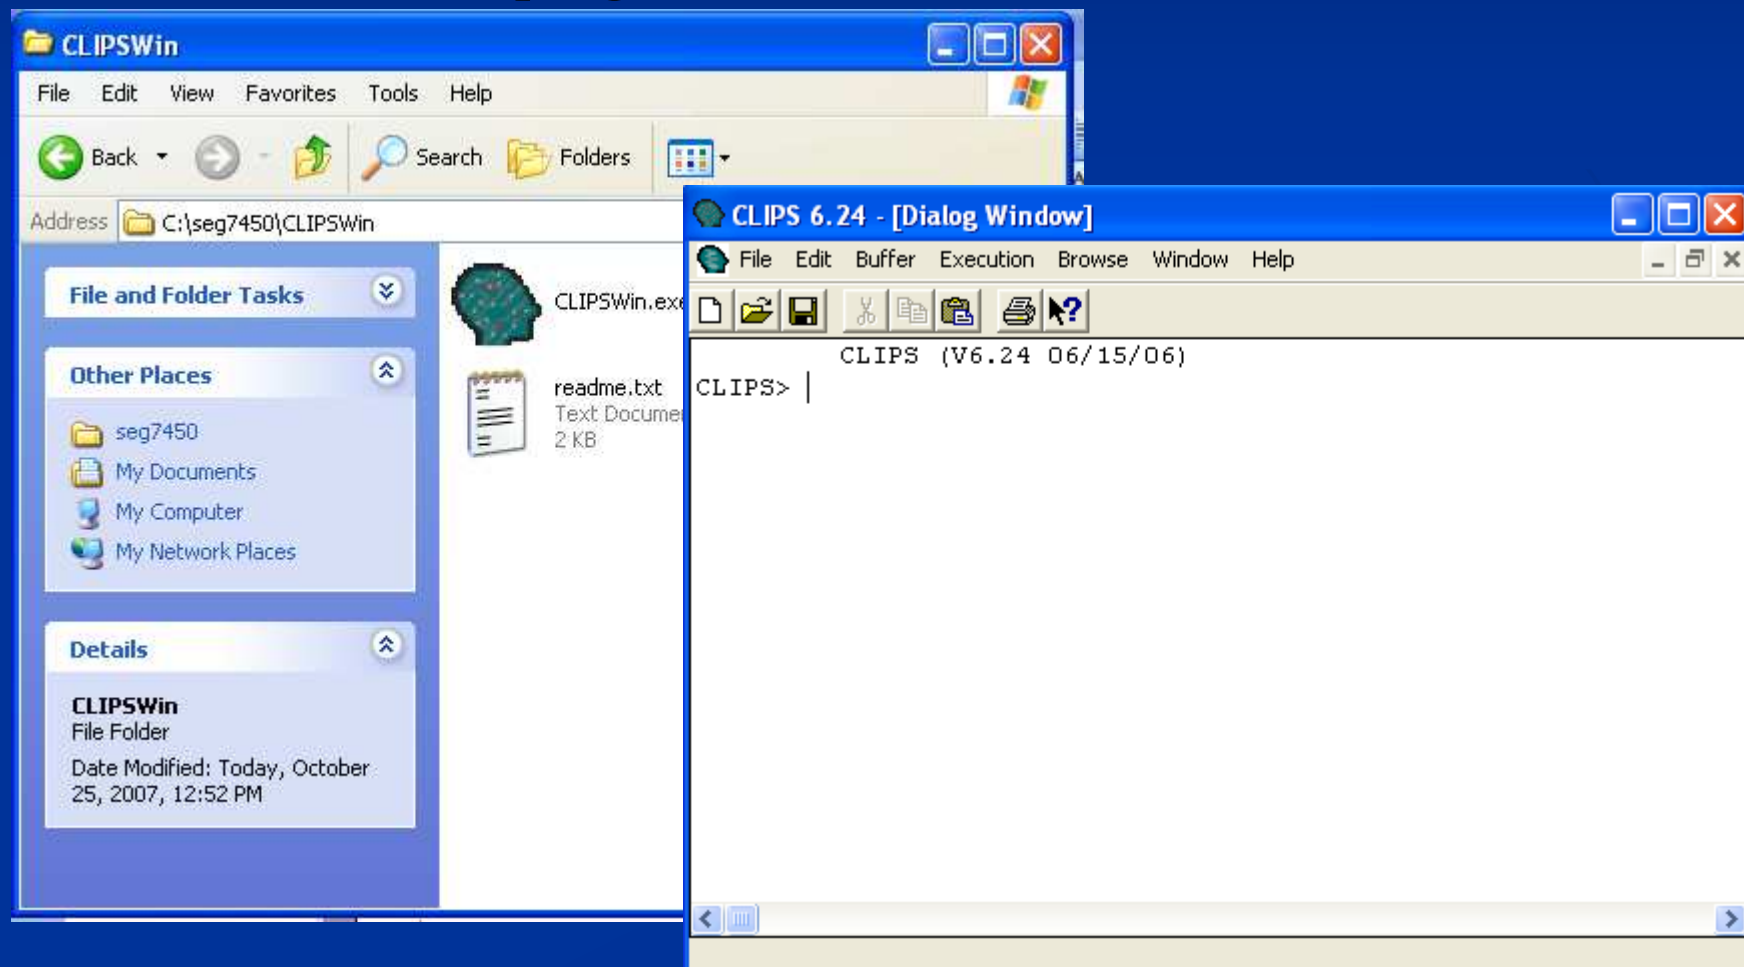 CLIPSWin
File Edit View Favorites Tools Help
Back Search Folders
Address C:\seg7450\CLIPSWin
File and Folder Tasks
Other Places
seg7450
My Documents
My Computer
My Network Places
Details
CLIPSWin
File Folder
Date Modified: Today, October
25, 2007, 12:52 PM
CLIPSWin.exe
readme.txt
Text Docume
2 KB
CLIPS 6.24 - [Dialog Window]
File Edit Buffer Execution Browse Window Help
CLIPS (V6.24 06/15/06)
CLIPS>